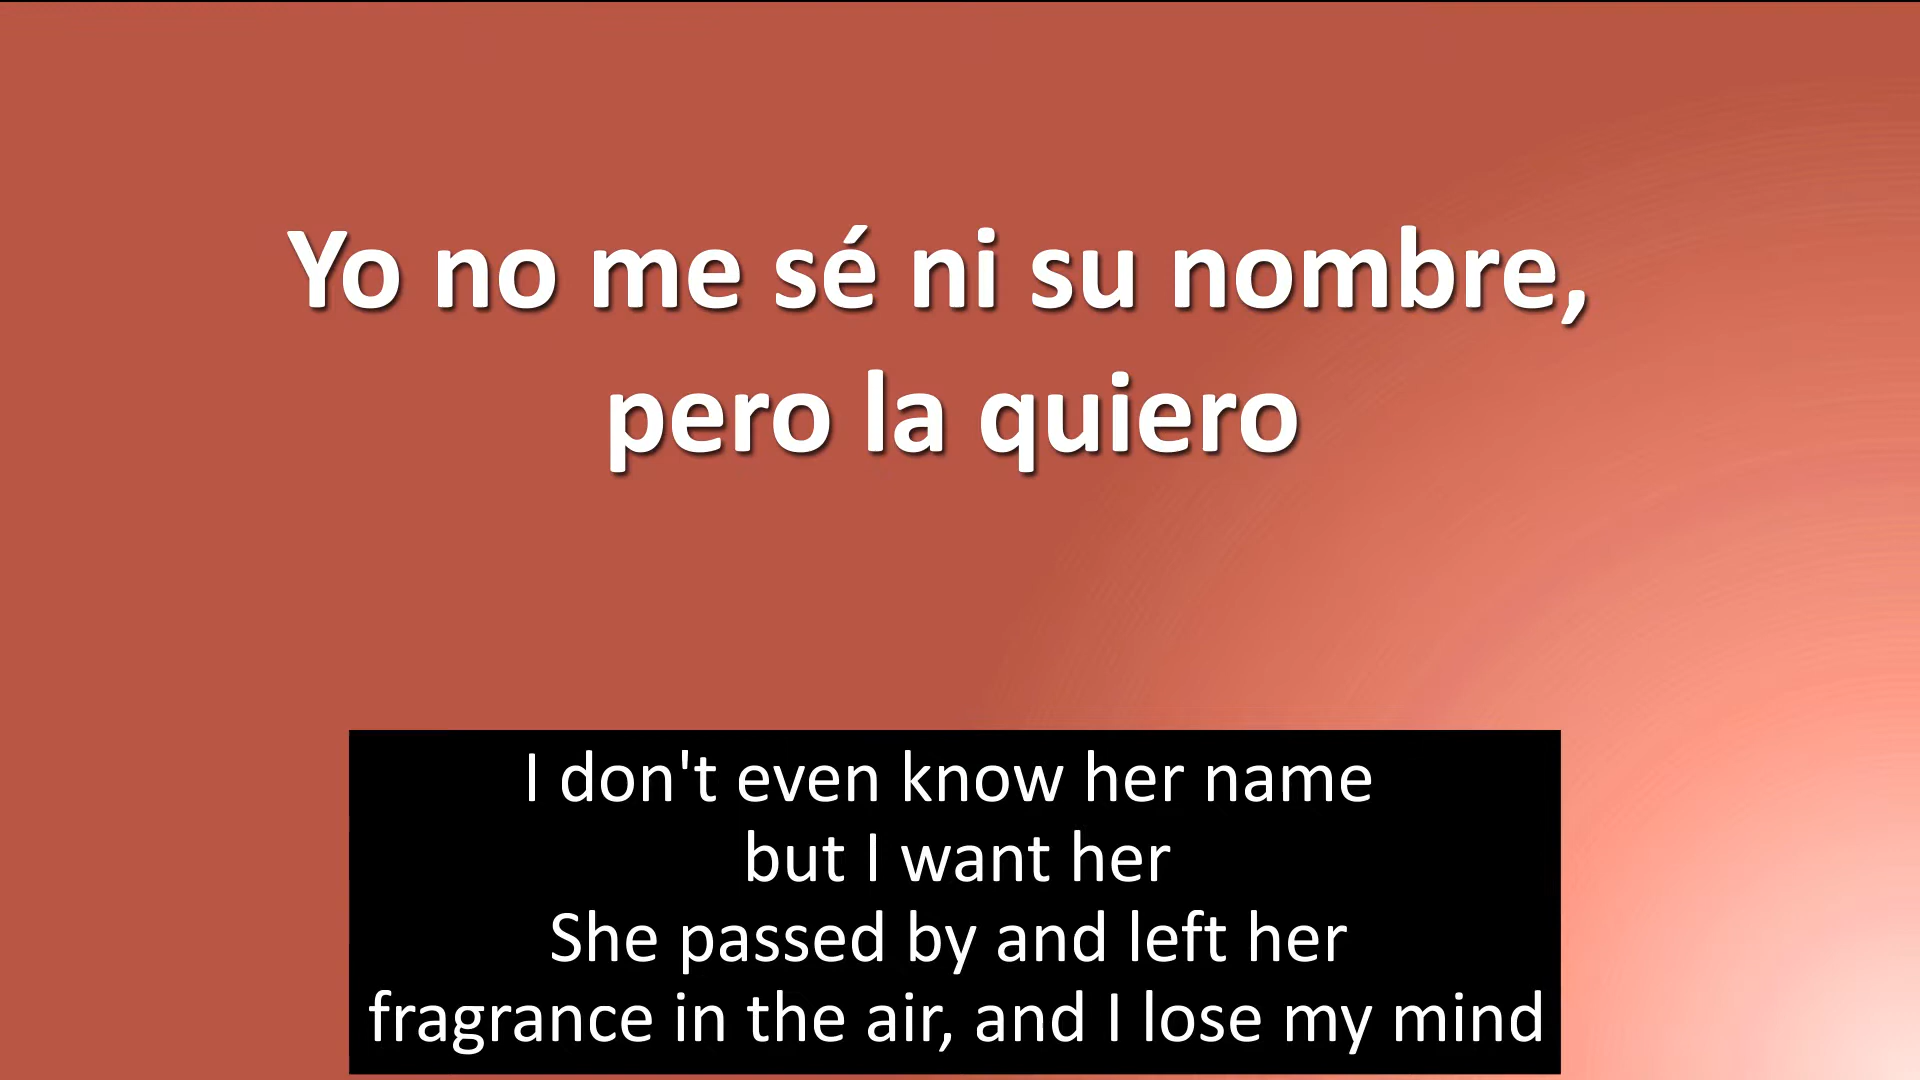 Yo no me sé ni su nombre,
pero la quiero
I don't even know her name
but I want her
She passed by and left her
fragrance in the air, and I lose my mind